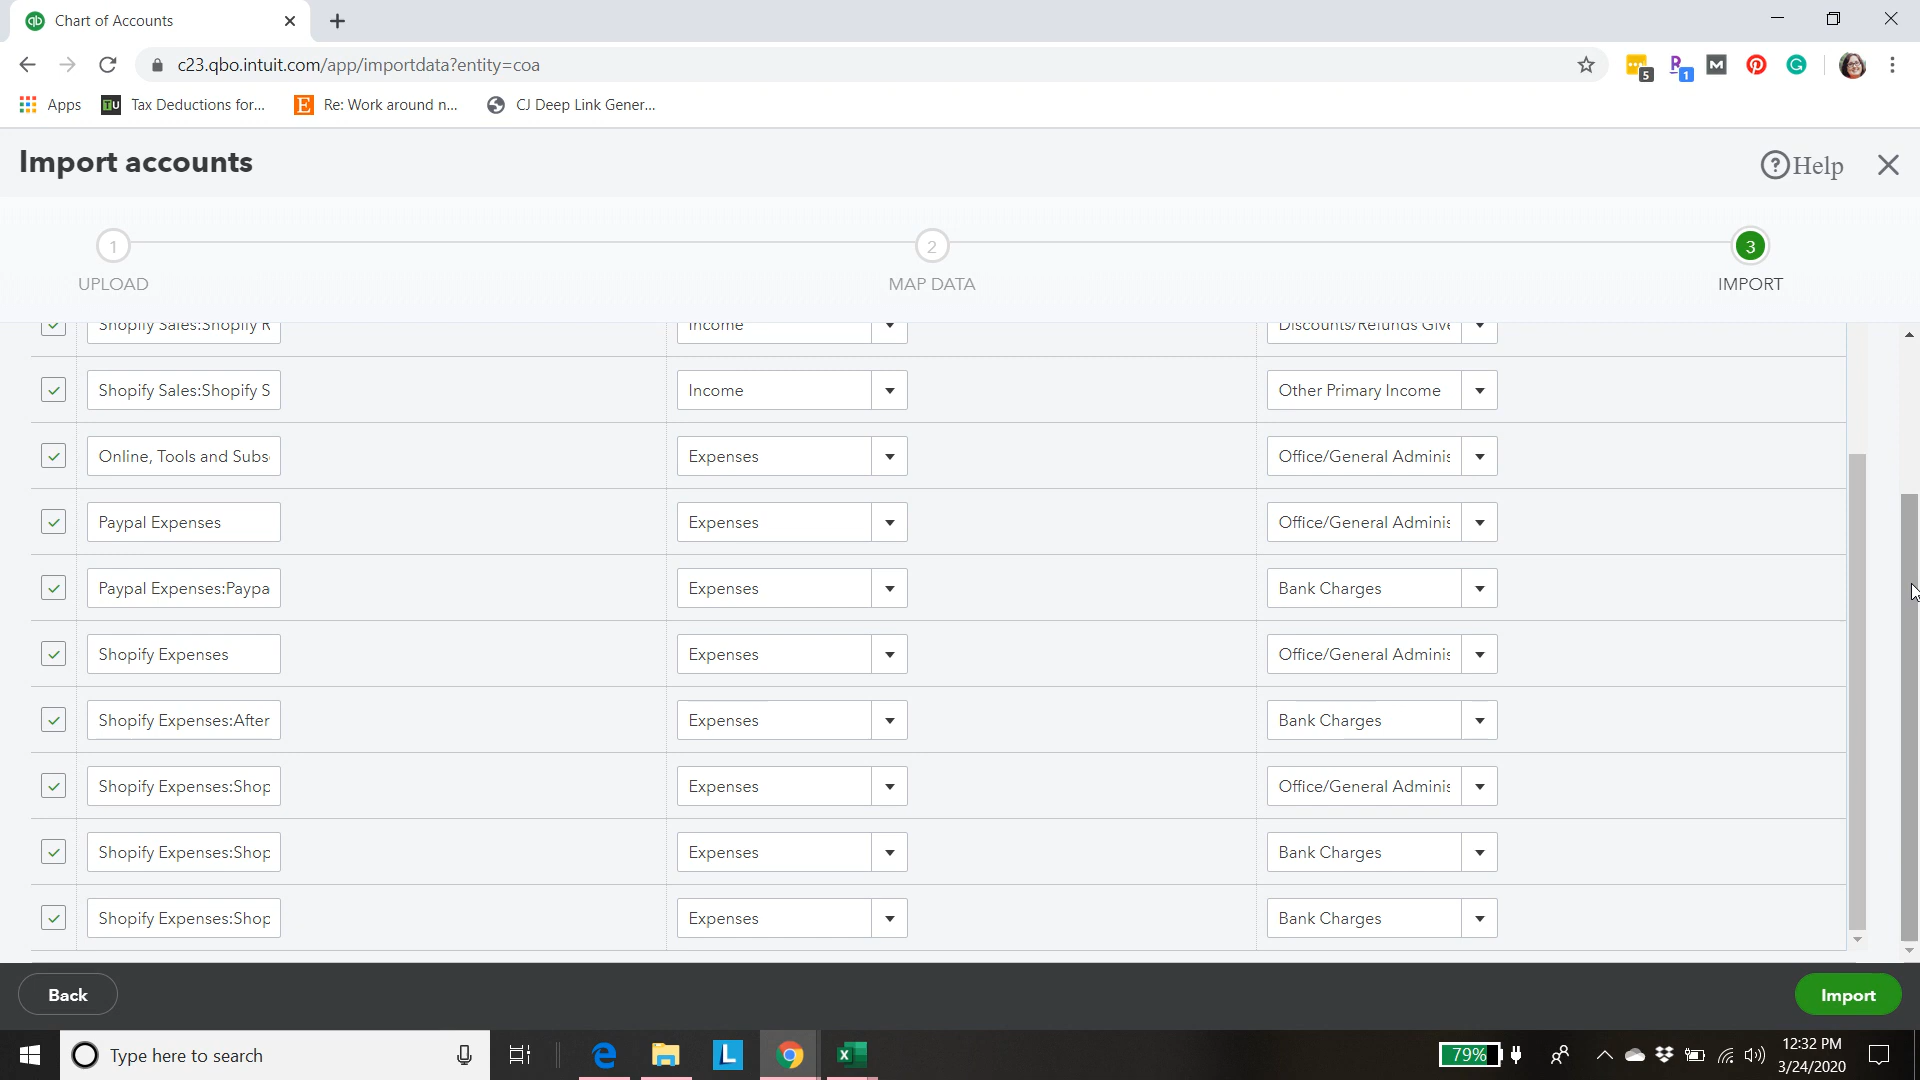 Chart of Accounts
c23.qbo.intuit.com/app/importdata?entity=coa
5
1
M
Apps
TU Tax Deductions for...
E Re: Work around n...
CJ Deep Link Gener...
Import accounts
? Help
1
2
3
UPLOAD
MAP DATA
IMPORT
Shopify Sales:Shopify R Income Discounts/Refunds Give
Shopify Sales:Shopify S Income Other Primary Income
Online, Tools and Subs Expenses Office/General Adminis
Paypal Expenses Expenses Office/General Adminis
Paypal Expenses:Paypa Expenses Bank Charges
Shopify Expenses Expenses Office/General Adminis
Shopify Expenses:After Expenses Bank Charges
Shopify Expenses:Shop Expenses Office/General Adminis
Shopify Expenses:Shop Expenses Bank Charges
Shopify Expenses:Shop Expenses Bank Charges
Back
Import
Type here to search
L
79%
12:32 PM
3/24/2020